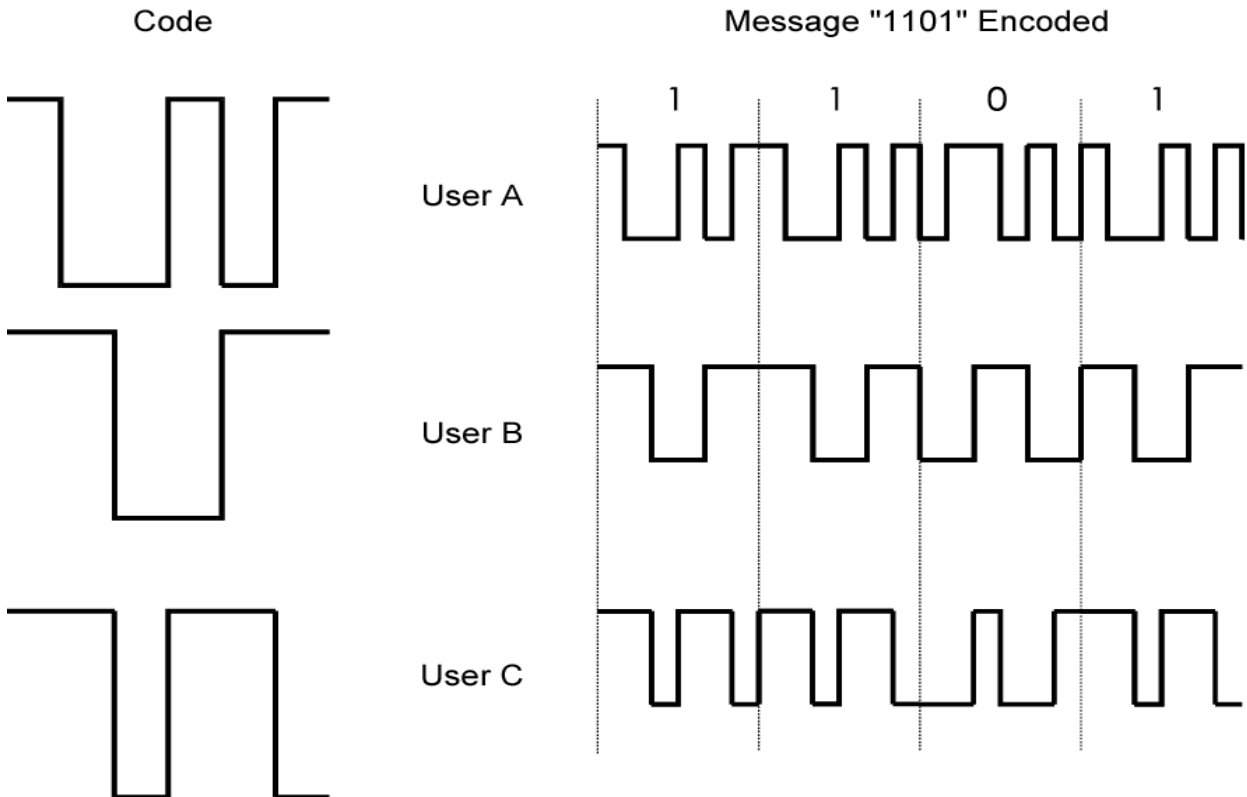 Code
Message "1101" Encoded
1 1 0 1
User A
User B
User C